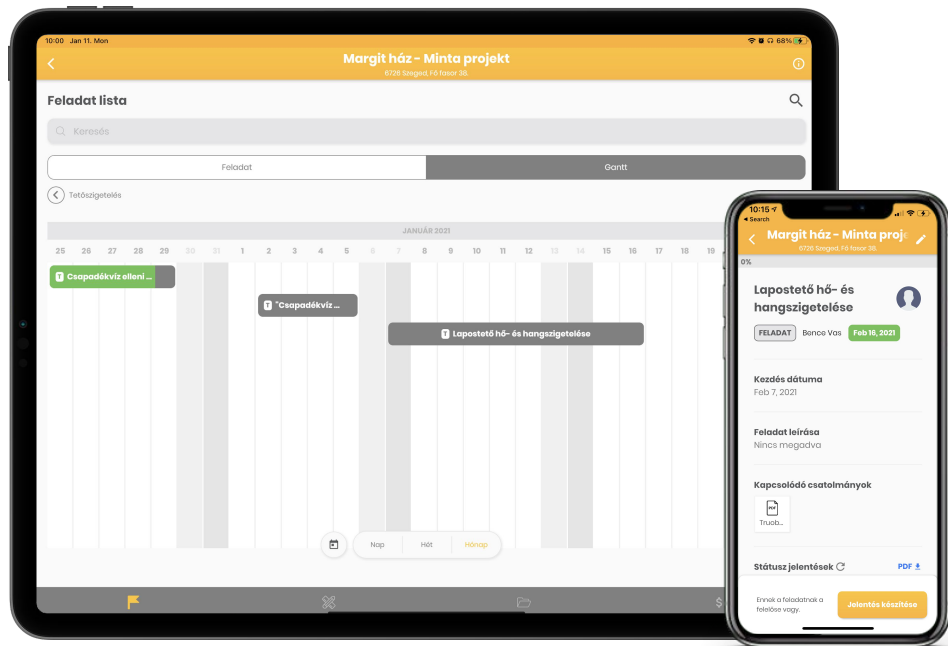 10:00 Jan 11. Mon
68%
Margit ház - Minta projekt
6726 Szeged, Fő fasor 38.
Feladat lista
Keresés
Feladat
Gantt
Tetőszigetelés
JANUÁR 2021
25 26 27 28 29 30 31 1 2 3 4 5 6 7 8 9 10 11 12 13 14 15 16 17 18 19
T Csapadékvíz elleni ...
T "Csapadékvíz ...
T Lapostető hő- és hangszigetelése
Nap
Hét
Hónap
$
10:15
Search
Margit ház - Minta proje
6726 Szeged, Fő fasor 38.
0%
Lapostető hő- és
hangszigetelése
FELADAT
Bence Vas
Feb 16, 2021
Kezdés dátuma
Feb 7, 2021
Feladat leírása
Nincs megadva
Kapcsolódó csatolmányok
PDF
Truob...
Státusz jelentések
PDF
Ennek a feladatnak a
felelőse vagy.
Jelentés készítése